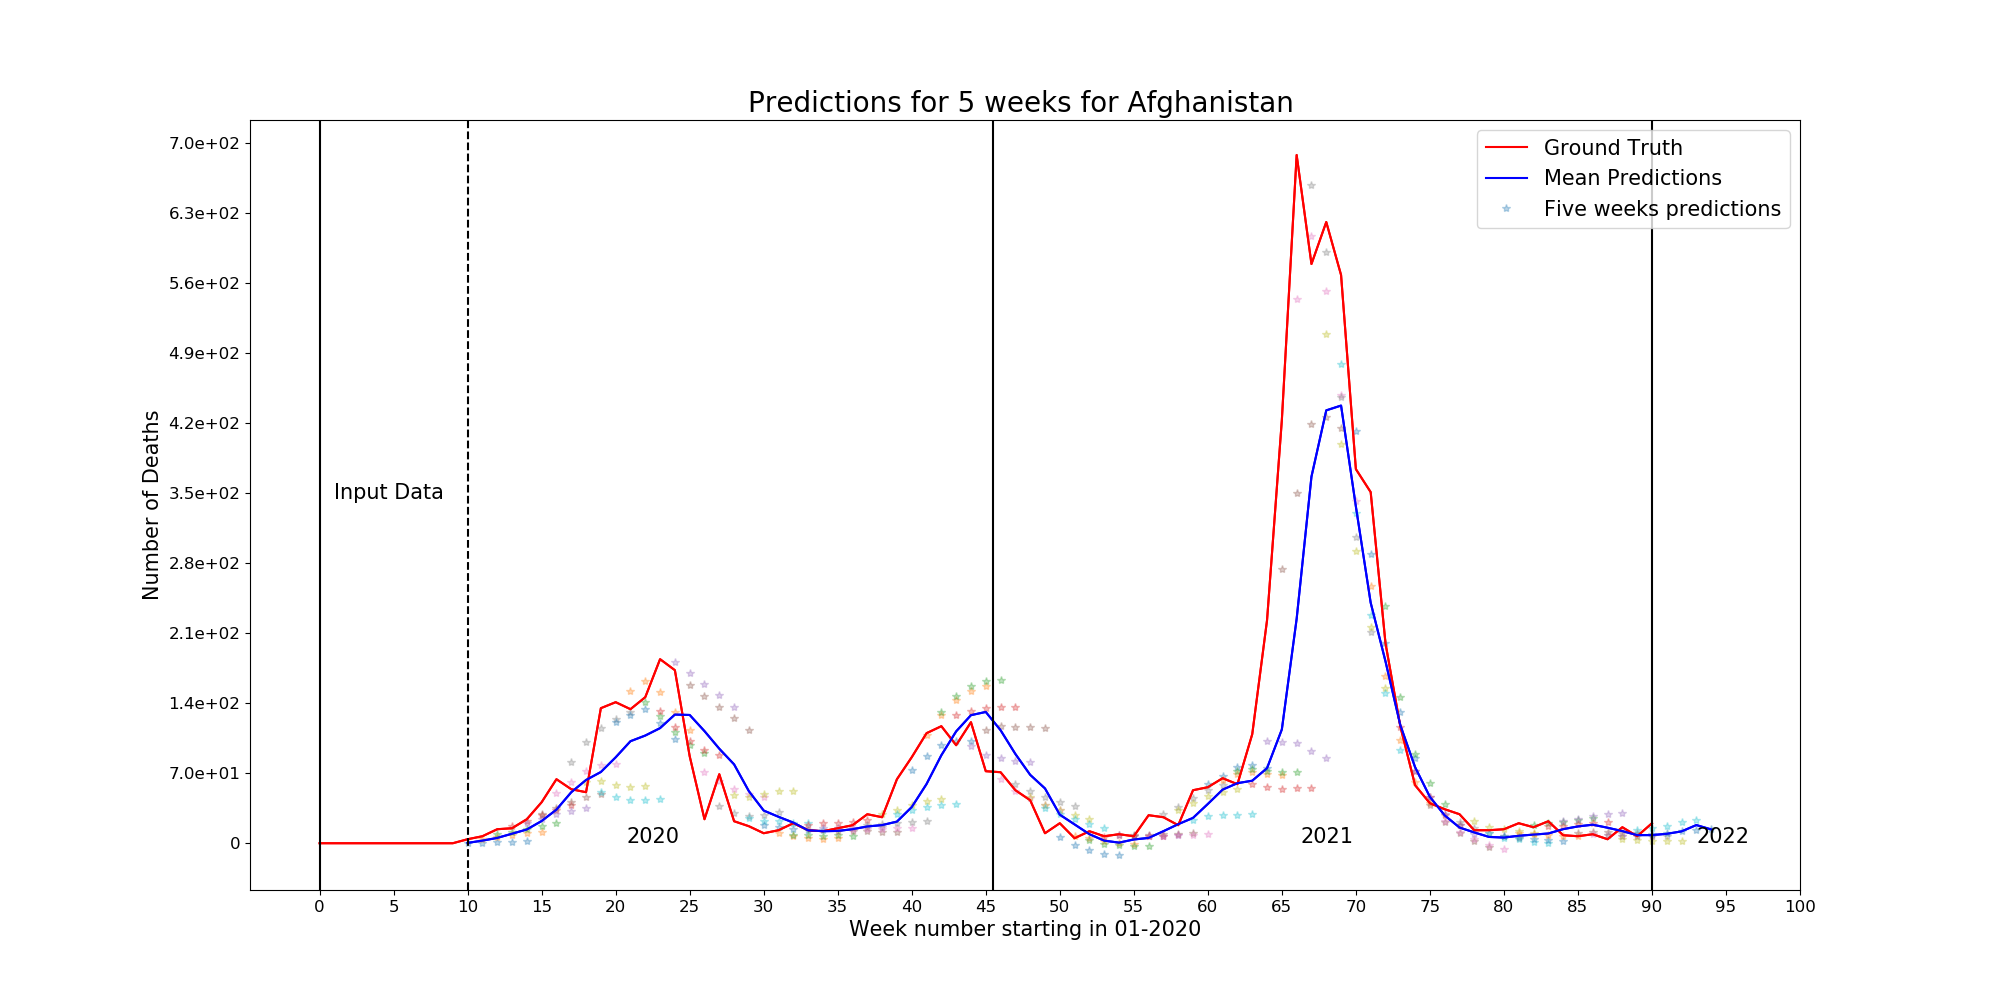 Predictions for 5 weeks for Afghanistan
Ground Truth
Mean Predictions
Five weeks predictions
7.0e+02
6.3e+02
5.6e+02
4.9e+02
4.2e+02
3.5e+02
2.8e+02
2.1e+02
1.4e+02
7.0e+01
0
Number of Deaths
Input Data
2020
2021
2022
0 5 10 15 20 25 30 35 40 45 50 55 60 65 70 75 80 85 90 95 100
Week number starting in 01-2020